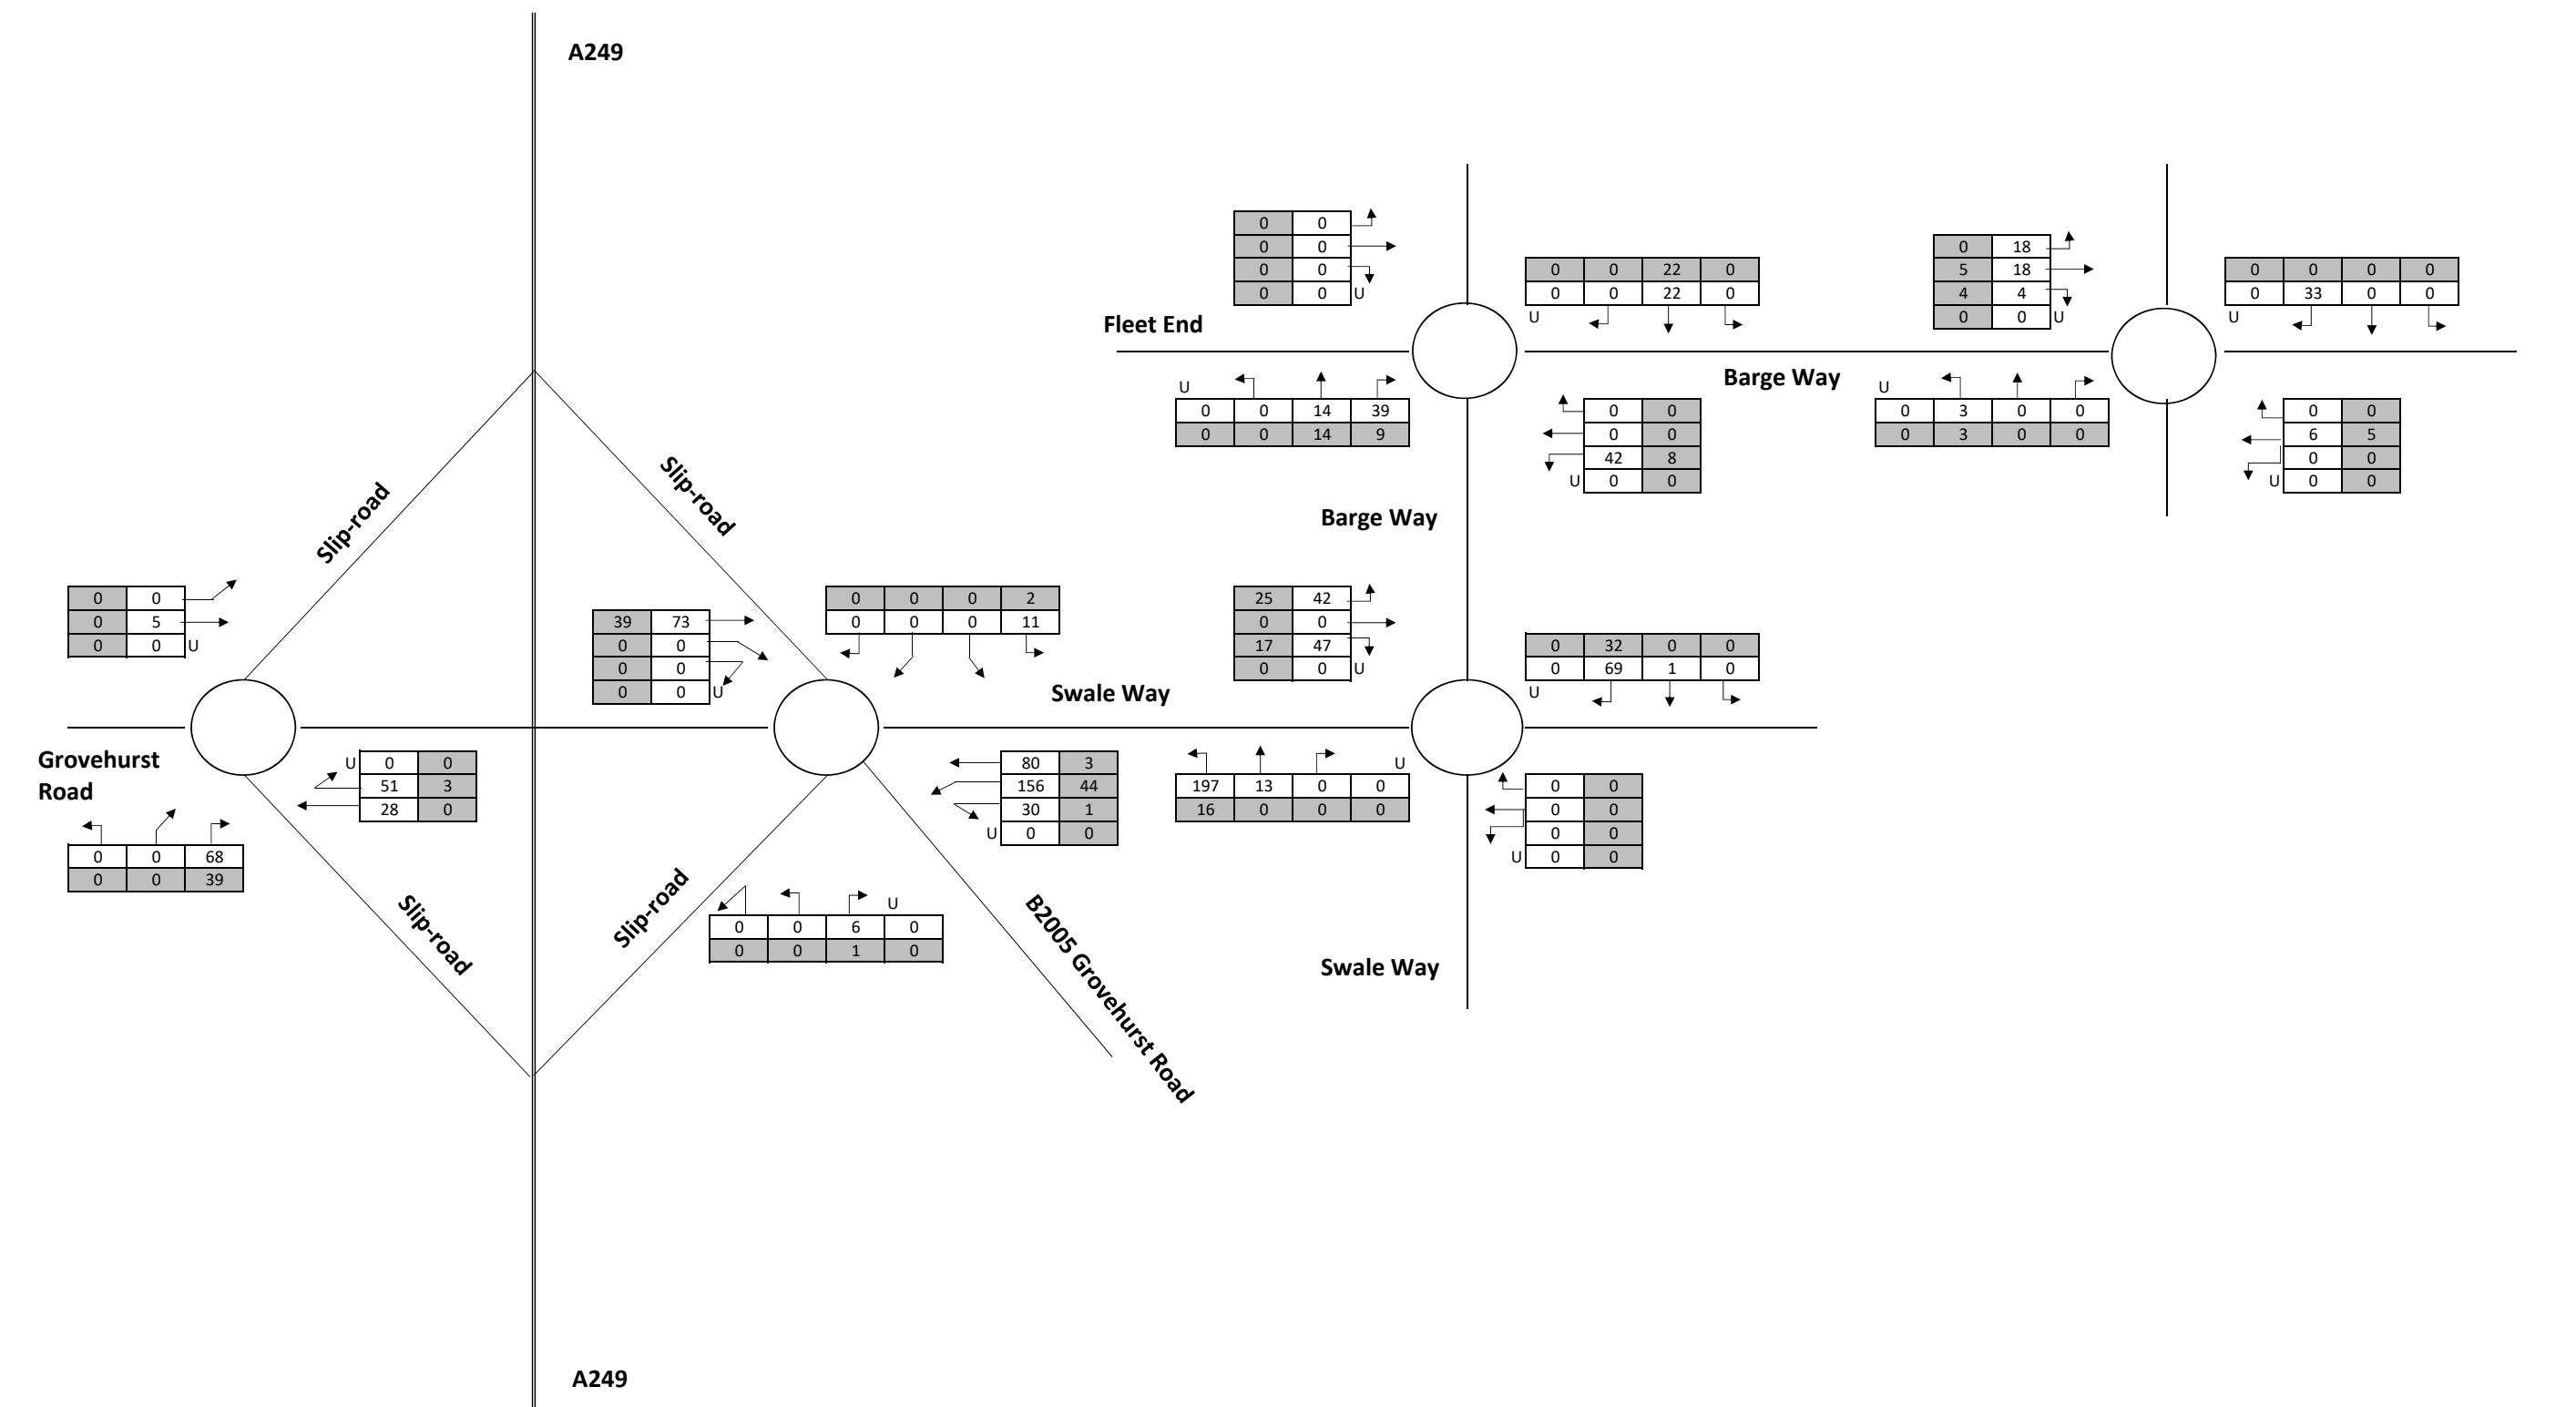 A249
0 0
0 0
0 0
0 0 U
0 0 22 0
0 0 22 0
U
0 18
5 18
4 4
0 0 U
0 0 0 0
0 33 0 0
U
Fleet End
U
0 0 14 39
0 0 14 9
Barge Way
0 0
0 0
42 8
U 0 0
U
0 3 0 0
0 3 0 0
0 0
6 5
0 0
U 0 0
Slip-road
Slip-road
Barge Way
0 0
0 5
0 0 U
39 73
0 0
0 0
0 0 U
0 0 0 2
0 0 0 11
25 42
0 0
17 47
0 0 U
0 32 0 0
0 69 1 0
U
Swale Way
Grovehurst
Road
U 0 0
51 3
28 0
0 0 68
0 0 39
80 3
156 44
30 1
U 0 0
U
197 13 0 0
16 0 0 0
0 0
0 0
0 0
U 0 0
Slip-road
Slip-road
U
0 0 6 0
0 0 1 0
B2005 Grovehurst Road
Swale Way
A249